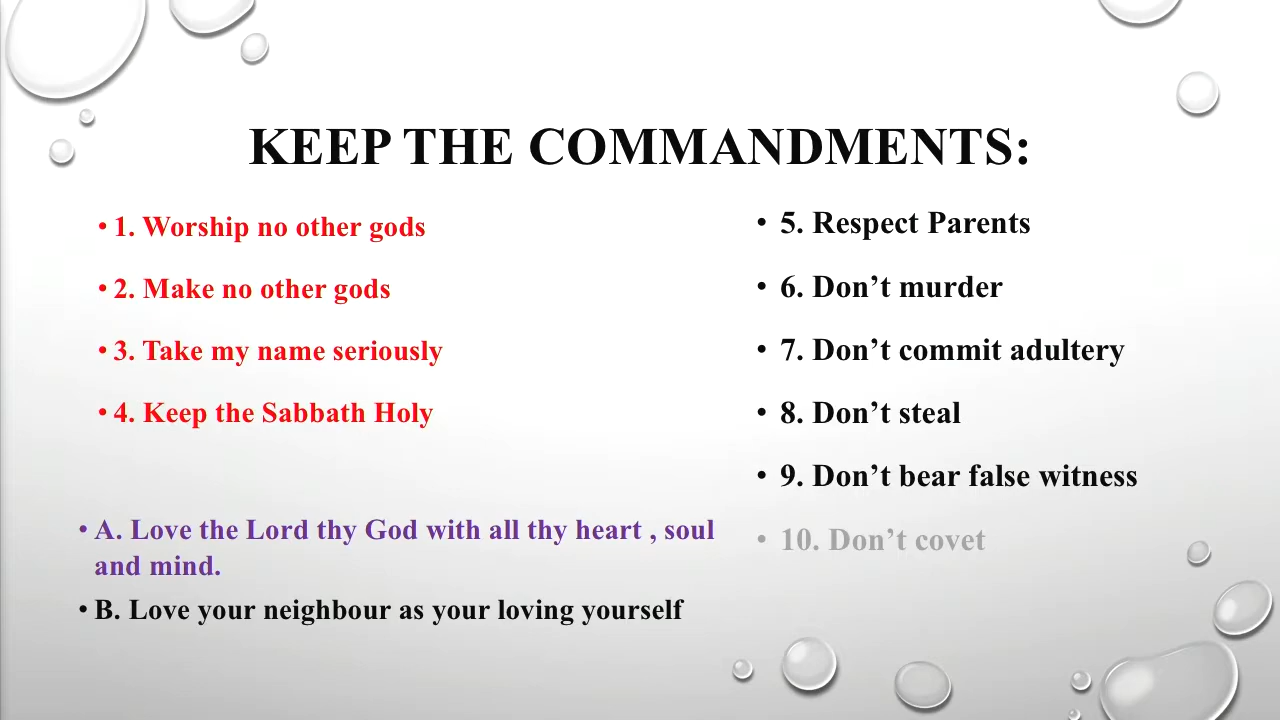 KEEP THE COMMANDMENTS:
• 1. Worship no other gods
• 2. Make no other gods
• 3. Take my name seriously
• 4. Keep the Sabbath Holy
• A. Love the Lord thy God with all thy heart , soul
and mind.
• B. Love your neighbour as your loving yourself
• 5. Respect Parents
• 6. Don’t murder
• 7. Don’t commit adultery
• 8. Don’t steal
• 9. Don’t bear false witness
• 10. Don’t covet